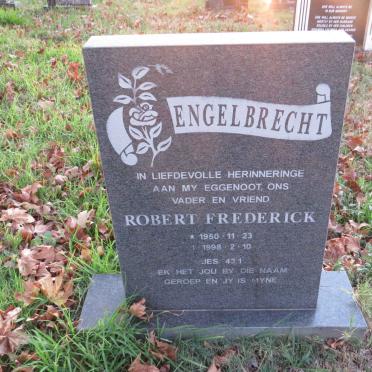 ENGELBRECHT
IN LIEFDEVOLLE HERINNERINGE
AAN MY EGGENOOT, ONS
VADER EN VRIEND
ROBERT FREDERICK
* 1950 · 11 · 23
† 1998 · 2 · 10
JES 43:1
EK HET JOU BY DIE NAAM
GEROEP EN JY IS MYNE